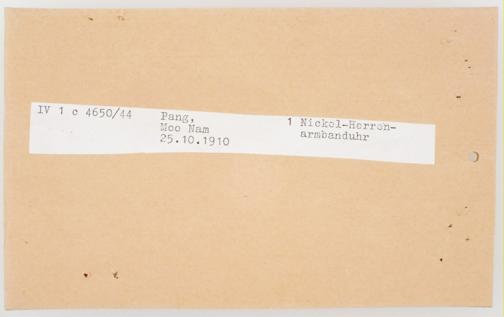 IV 1 c 4650/44
Pang,
Moo Nam
25.10.1910
1 Nickel-Herren-
armbanduhr